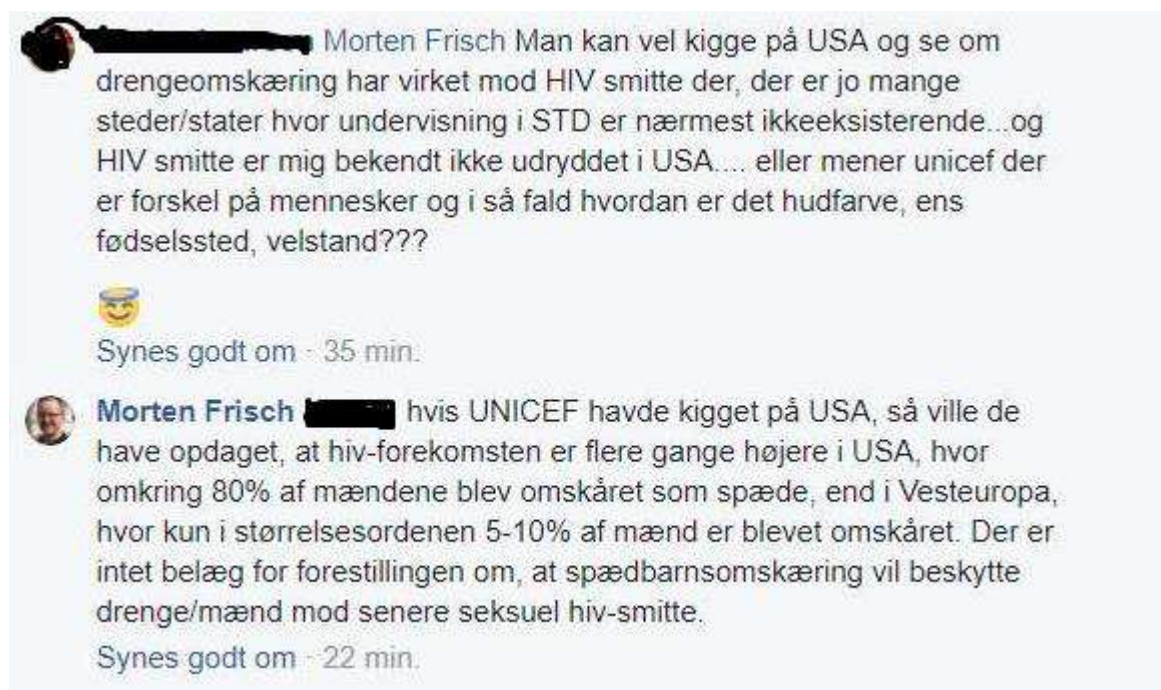 Morten Frisch Man kan vel kigge på USA og se om
drengeomskæring har virket mod HIV smitte der, der er jo mange
steder/stater hvor undervisning i STD er nærmest ikkeeksisterende...og
HIV smitte er mig bekendt ikke udryddet i USA.... eller mener unicef der
er forskel på mennesker og i så fald hvordan er det hudfarve, ens
fødselssted, velstand???
Synes godt om · 35 min.
Morten Frisch hvis UNICEF havde kigget på USA, så ville de
have opdaget, at hiv-forekomsten er flere gange højere i USA, hvor
omkring 80% af mændene blev omskåret som spæde, end i Vesteuropa,
hvor kun i størrelsesordenen 5-10% af mænd er blevet omskåret. Der er
intet belæg for forestillingen om, at spædbarnsomskæring vil beskytte
drenge/mænd mod senere seksuel hiv-smitte.
Synes godt om · 22 min.